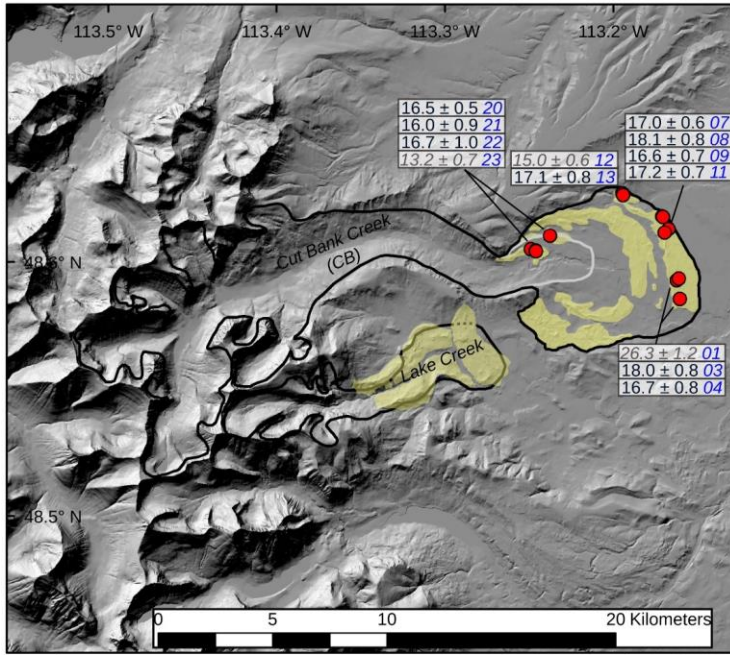 113.5° W
113.4° W
113.3° W
113.2° W
16.5 ± 0.5 20
16.0 ± 0.9 21
16.7 ± 1.0 22
13.2 ± 0.7 23
15.0 ± 0.6 12
17.1 ± 0.8 13
17.0 ± 0.6 07
18.1 ± 0.8 08
16.6 ± 0.7 09
17.2 ± 0.7 11
Cut Bank Creek
(CB)
48.6° N
Lake Creek
26.3 ± 1.2 01
18.0 ± 0.8 03
16.7 ± 0.8 04
48.5° N
0 5 10 20 Kilometers